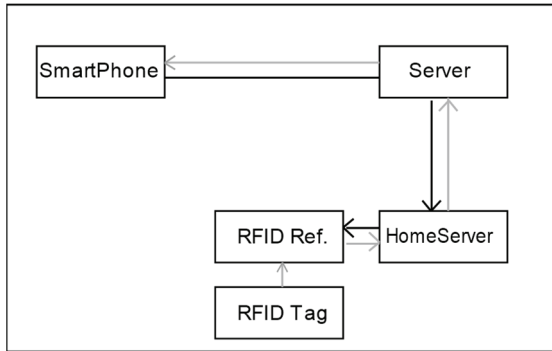 SmartPhone
Server
RFID Ref.
HomeServer
RFID Tag